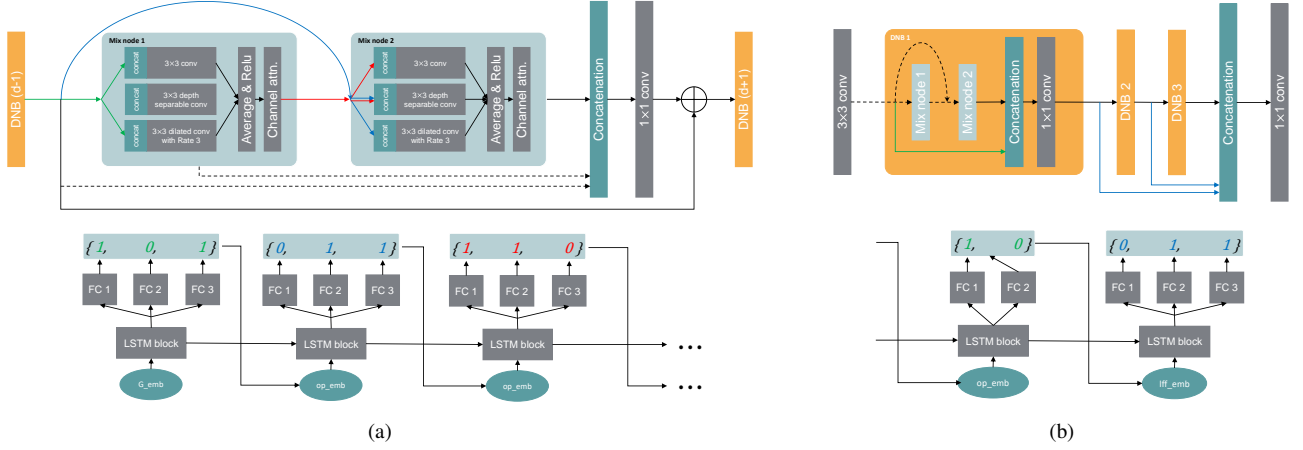 DNB (d-1)
Mix node 1
concat
3×3 conv
concat
3×3 depth
separable conv
concat
3×3 dilated conv
with Rate 3
Average & Relu
Channel attn.
Mix node 2
concat
3×3 conv
concat
3×3 depth
separable conv
concat
3×3 dilated conv
with Rate 3
Average & Relu
Channel attn.
Concatenation
1×1 conv
DNB (d+1)
{1, 0, 1}
{0, 1, 1}
{1, 1, 0}
FC 1
FC 2
FC 3
FC 1
FC 2
FC 3
FC 1
FC 2
FC 3
LSTM block
LSTM block
LSTM block
...
G_emb
op_emb
op_emb
...
(a)
3×3 conv
DNB 1
Mix node 1
Mix node 2
Concatenation
1×1 conv
DNB 2
DNB 3
Concatenation
1×1 conv
{1, 0}
{0, 1, 1}
FC 1
FC 2
FC 1
FC 2
FC 3
LSTM block
LSTM block
op_emb
lff_emb
(b)